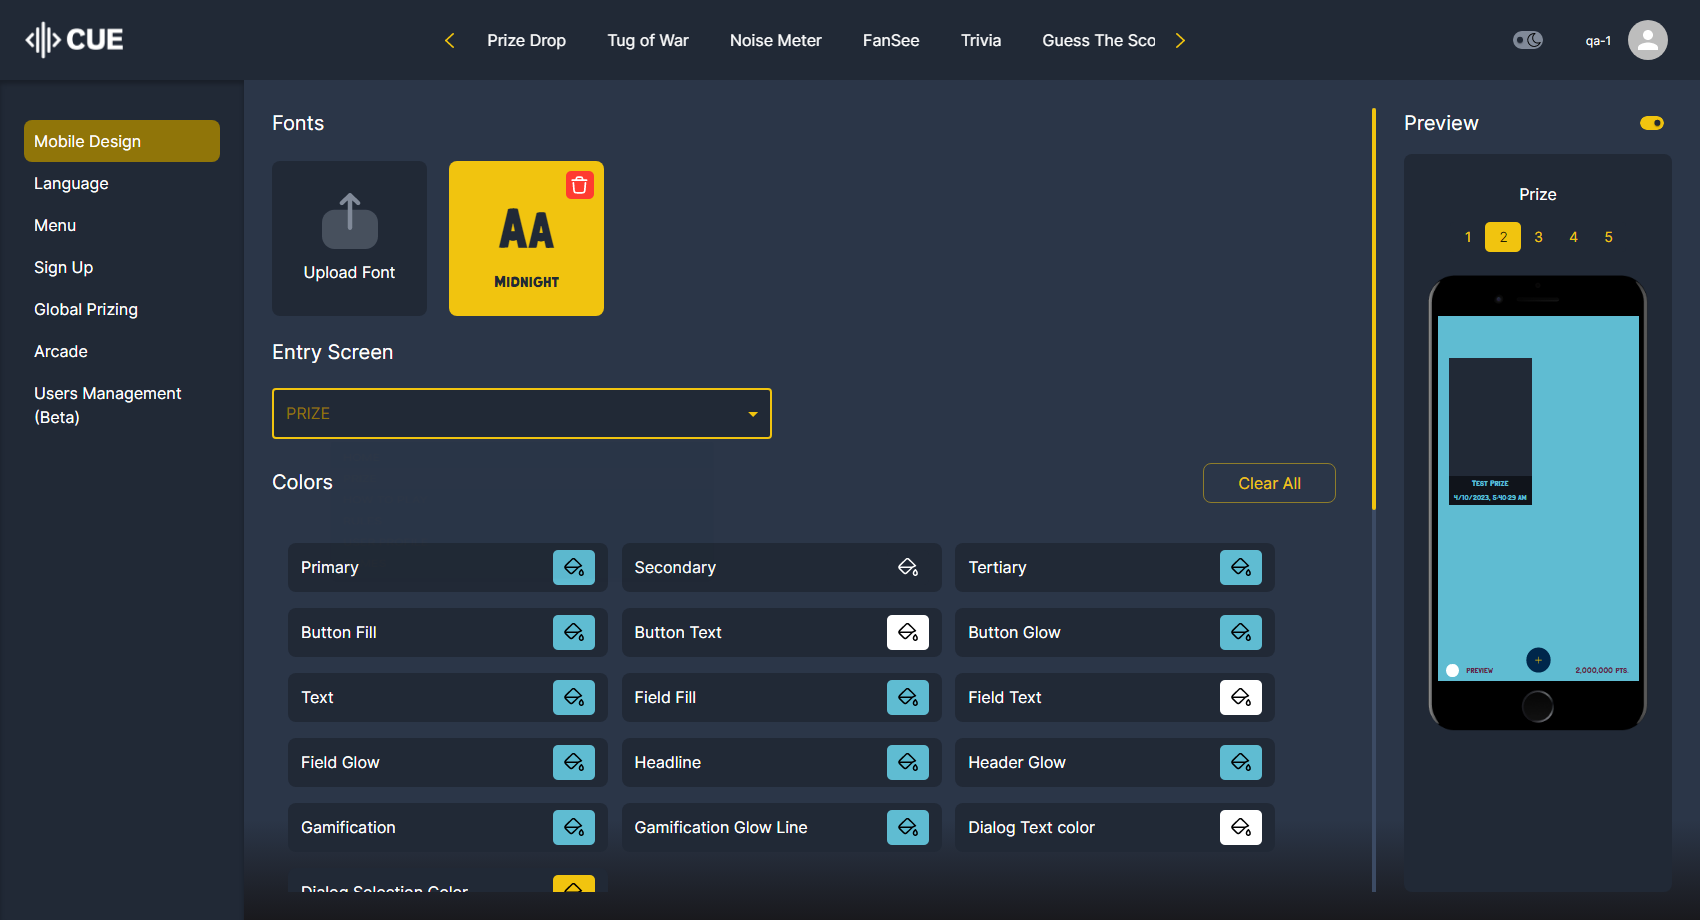 CUE
Prize Drop
Tug of War
Noise Meter
FanSee
Trivia
Guess The Sco
qa-1
Mobile Design
Language
Menu
Sign Up
Global Prizing
Arcade
Users Management
(Beta)
Fonts
Upload Font
AA
MIDNIGHT
Entry Screen
PRIZE
Colors
Clear All
Primary
Secondary
Tertiary
Button Fill
Button Text
Button Glow
Text
Field Fill
Field Text
Field Glow
Headline
Header Glow
Gamification
Gamification Glow Line
Dialog Text color
Dialog Selection Color
Preview
Prize
1 2 3 4 5
TEST PRIZE
4/10/2023, 5:40:29 AM
PREVIEW
+
2,000,000 PTS